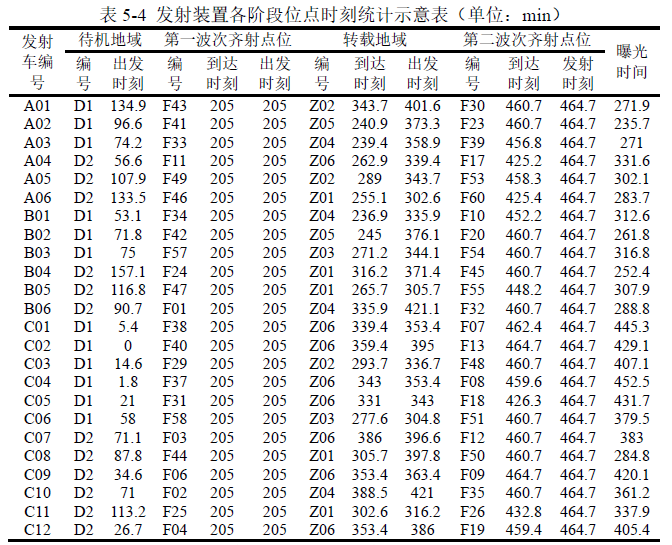 表 5-4 发射装置各阶段位点时刻统计示意表（单位：min）
发射车编号 待机地域 第一波次齐射点位 转载地域 第二波次齐射点位 曝光时间
编号 出发时刻 编号 到达时刻 出发时刻 编号 到达时刻 出发时刻 编号 到达时刻 发射时刻
A01 D1 134.9 F43 205 205 Z02 343.7 401.6 F30 460.7 464.7 271.9
A02 D1 96.6 F41 205 205 Z05 240.9 373.3 F23 460.7 464.7 235.7
A03 D1 74.2 F33 205 205 Z04 239.4 358.9 F39 456.8 464.7 271
A04 D2 56.6 F11 205 205 Z06 262.9 339.4 F17 425.2 464.7 331.6
A05 D2 107.9 F49 205 205 Z02 289 343.7 F53 458.3 464.7 302.1
A06 D2 133.5 F46 205 205 Z01 255.1 302.6 F60 425.4 464.7 283.7
B01 D1 53.1 F34 205 205 Z04 236.9 335.9 F10 452.2 464.7 312.6
B02 D1 71.8 F42 205 205 Z05 245 376.1 F20 460.7 464.7 261.8
B03 D1 75 F57 205 205 Z03 271.2 344.1 F54 460.7 464.7 316.8
B04 D2 157.1 F24 205 205 Z01 316.2 371.4 F45 460.7 464.7 252.4
B05 D2 116.8 F47 205 205 Z01 265.7 305.7 F55 448.2 464.7 307.9
B06 D2 90.7 F01 205 205 Z04 335.9 421.1 F32 460.7 464.7 288.8
C01 D1 5.4 F38 205 205 Z06 339.4 353.4 F07 462.4 464.7 445.3
C02 D1 0 F40 205 205 Z06 359.4 395 F13 464.7 464.7 429.1
C03 D1 14.6 F29 205 205 Z02 293.7 336.7 F48 460.7 464.7 407.1
C04 D1 1.8 F37 205 205 Z06 343 353.4 F08 459.6 464.7 452.5
C05 D1 21 F31 205 205 Z06 331 343 F18 426.3 464.7 431.7
C06 D1 58 F58 205 205 Z03 277.6 304.8 F51 460.7 464.7 379.5
C07 D2 71.1 F03 205 205 Z06 386 396.6 F12 460.7 464.7 383
C08 D2 87.8 F44 205 205 Z01 305.7 397.8 F50 460.7 464.7 284.8
C09 D2 34.6 F06 205 205 Z06 353.4 363.4 F09 464.7 464.7 420.1
C10 D2 71 F02 205 205 Z04 388.5 421 F35 460.7 464.7 361.2
C11 D2 113.2 F25 205 205 Z01 302.6 316.2 F26 432.8 464.7 337.9
C12 D2 26.7 F04 205 205 Z06 353.4 386 F19 459.4 464.7 405.4